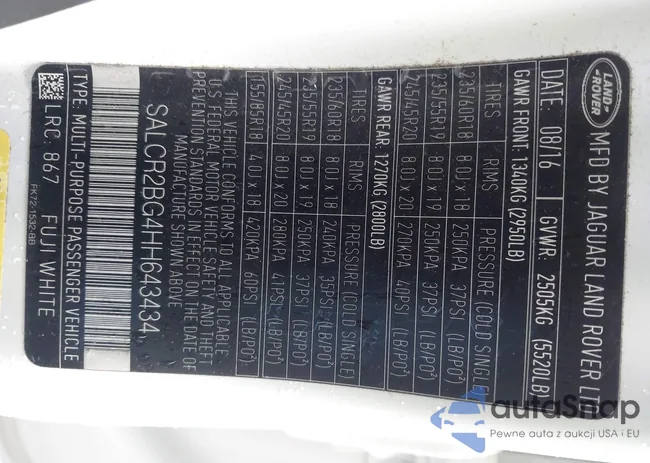 LAND ROVER
MFD BY JAGUAR LAND ROVER LTD
DATE: 08/16 GVWR: 2505KG (5520LB)
GAWR FRONT: 1340KG (2950LB)
TIRES RIMS PRESSURE (COLD SINGLE)
235/60R18 8.0J x 18 250KPA 37PSI (LB/PO²)
235/55R19 8.0J x 19 250KPA 37PSI (LB/PO²)
245/45R20 8.0J x 20 270KPA 40PSI (LB/PO²)
GAWR REAR: 1270KG (2800LB)
TIRES RIMS PRESSURE (COLD SINGLE)
235/60R18 8.0J x 18 240KPA 35PSI (LB/PO²)
235/55R19 8.0J x 19 250KPA 37PSI (LB/PO²)
245/45R20 8.0J x 20 280KPA 41PSI (LB/PO²)
155/85R18 4.0J x 18 420KPA 60PSI (LB/PO²)
THIS VEHICLE CONFORMS TO ALL APPLICABLE
U.S FEDERAL MOTOR VEHICLE SAFETY AND THEFT
PREVENTION STANDARDS IN EFFECT ON THE DATE OF
MANUFACTURE SHOWN ABOVE
SALCR2BG4HH643434
TYPE: MULTI-PURPOSE PASSENGER VEHICLE
LRC: 867 FUJI WHITE
FK72-1532-BB
autaSnap
Pewne auta z aukcji USA i EU